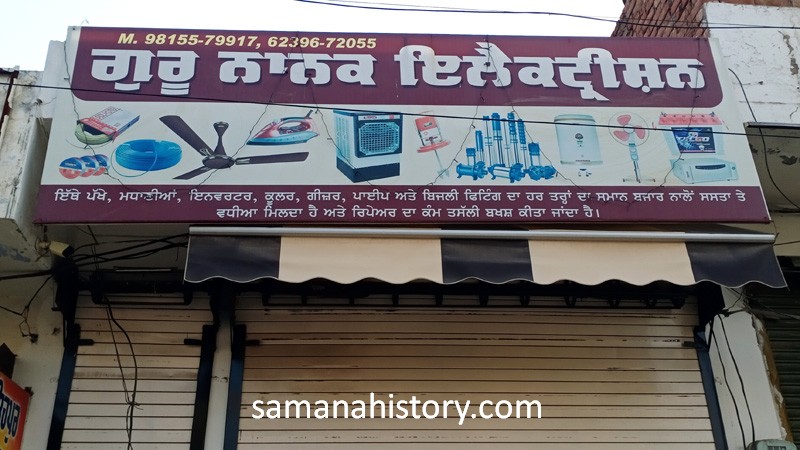 M. 98155-79917, 62396-72055
ਗੁਰੂ ਨਾਨਕ ਇਲੈਕਟ੍ਰੀਸ਼ਨ
ਇੱਥੇ ਪੱਖੇ, ਮਧਾਣੀਆਂ, ਇਨਵਰਟਰ, ਕੂਲਰ, ਗੀਜ਼ਰ, ਪਾਈਪ ਅਤੇ ਬਿਜਲੀ ਫਿਟਿੰਗ ਦਾ ਹਰ ਤਰ੍ਹਾਂ ਦਾ ਸਮਾਨ ਬਜਾਰ ਨਾਲੋਂ ਸਸਤਾ ਤੇ
ਵਧੀਆ ਮਿਲਦਾ ਹੈ ਅਤੇ ਰਿਪੇਅਰ ਦਾ ਕੰਮ ਤਸੱਲੀ ਬਖਸ਼ ਕੀਤਾ ਜਾਂਦਾ ਹੈ।
samanahistory.com